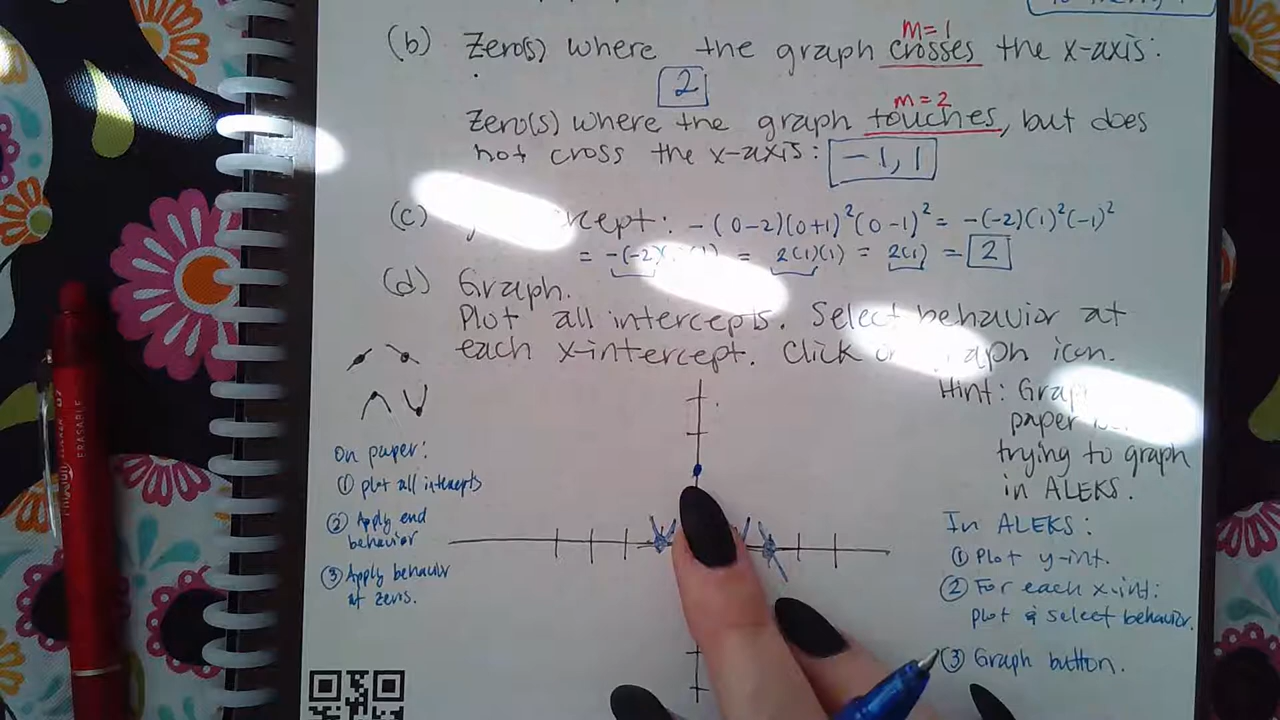 (b) Zero(s) where the graph crosses the x-axis:
m=1
2
Zero(s) where the graph touches, but does
m=2
not cross the x-axis: -1, 1
(c) : -(0-2)(0+1)²(0-1)² = -(-2)(1)²(-1)²
= -(-2) = 2(1)(1) = 2(1) = 2
(d) Graph.
Plot all intercepts. Select behavior at
each x-intercept. Click graph icon.
On paper:
① plot all intercepts
② Apply end
behavior
③ Apply behavior
at zeros.
Hint: Graph
paper
trying to graph
in ALEKS.
In ALEKS:
① Plot y-int.
② For each x-int:
plot & select behavior.
③ Graph button.
ERASABLE